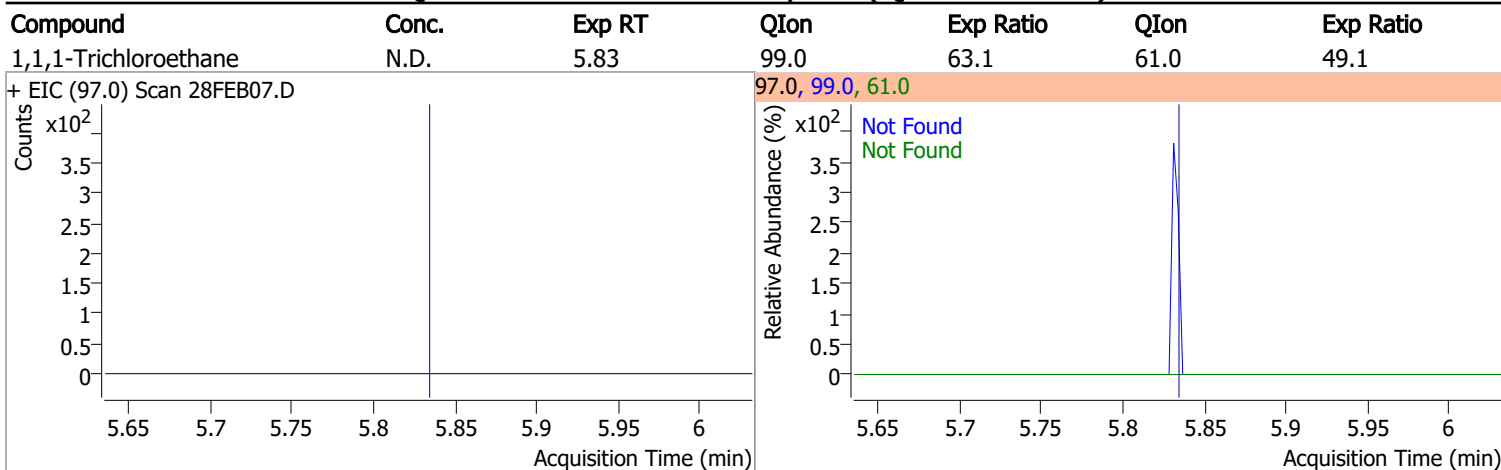 Compound Conc. Exp RT QIon Exp Ratio QIon Exp Ratio
1,1,1-Trichloroethane N.D. 5.83 99.0 63.1 61.0 49.1
+ EIC (97.0) Scan 28FEB07.D
Counts
x10²
3.5
3
2.5
2
1.5
1
0.5
0
5.65 5.7 5.75 5.8 5.85 5.9 5.95 6
Acquisition Time (min)
97.0, 99.0, 61.0
Relative Abundance (%)
x10²
Not Found
Not Found
3.5
3
2.5
2
1.5
1
0.5
0
5.65 5.7 5.75 5.8 5.85 5.9 5.95 6
Acquisition Time (min)